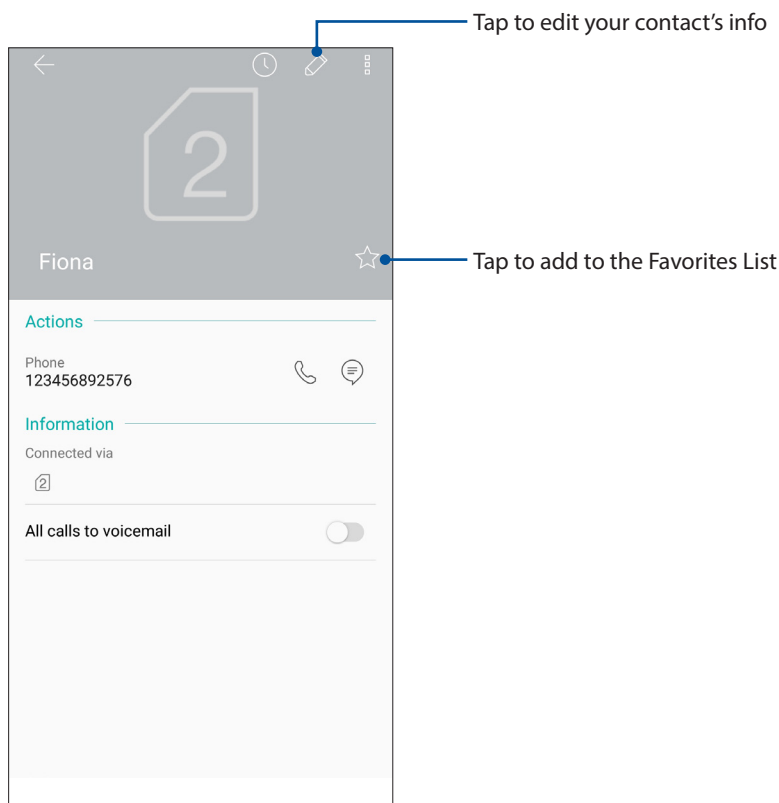 Tap to edit your contact's info
2
Fiona
Tap to add to the Favorites List
Actions
Phone
123456892576
Information
Connected via
2
All calls to voicemail